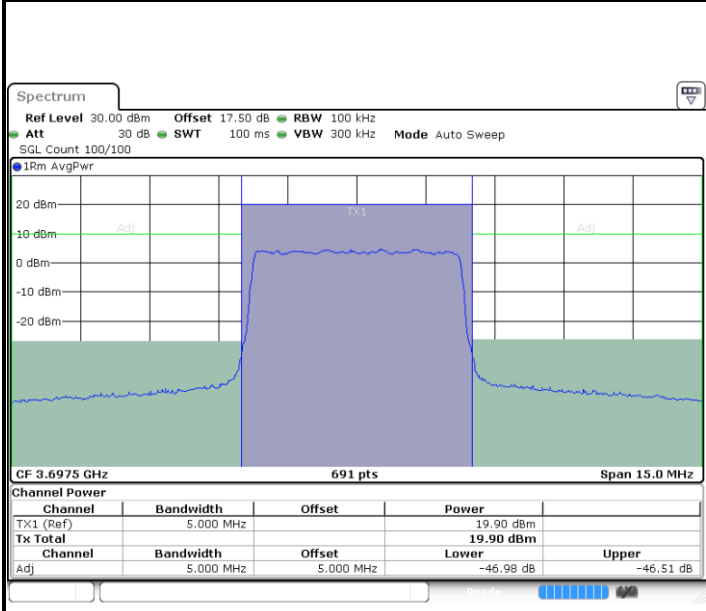 Spectrum
Ref Level 30.00 dBm Offset 17.50 dB RBW 100 kHz
Att 30 dB SWT 100 ms VBW 300 kHz Mode Auto Sweep
SGL Count 100/100
1Rm AvgPwr
20 dBm
TX1
Adj
Adj
10 dBm
0 dBm
-10 dBm
-20 dBm
CF 3.6975 GHz 691 pts Span 15.0 MHz
Channel Power
Channel Bandwidth Offset Power
TX1 (Ref) 5.000 MHz 19.90 dBm
Tx Total 19.90 dBm
Channel Bandwidth Offset Lower Upper
Adj 5.000 MHz 5.000 MHz -46.98 dB -46.51 dB
Ready